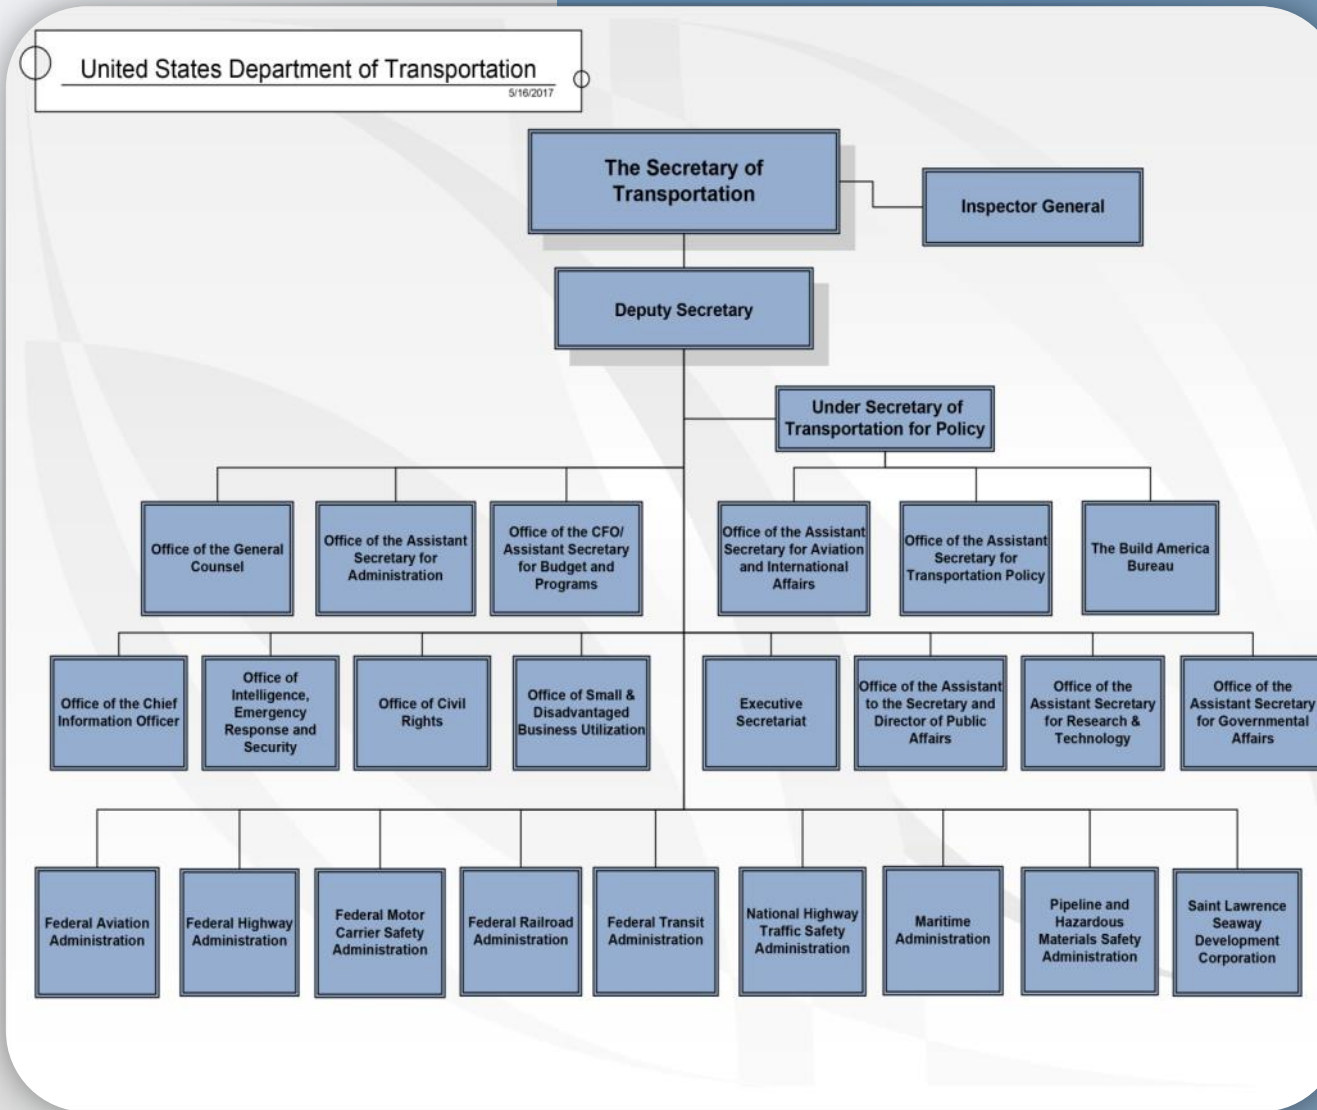 United States Department of Transportation
5/16/2017
The Secretary of
Transportation
Inspector General
Deputy Secretary
Under Secretary of
Transportation for Policy
Office of the General
Counsel
Office of the Assistant
Secretary for
Administration
Office of the CFO/
Assistant Secretary
for Budget and
Programs
Office of the Assistant
Secretary for Aviation
and International
Affairs
Office of the Assistant
Secretary for
Transportation Policy
The Build America
Bureau
Office of the Chief
Information Officer
Office of
Intelligence,
Emergency
Response and
Security
Office of Civil
Rights
Office of Small &
Disadvantaged
Business Utilization
Executive
Secretariat
Office of the Assistant
to the Secretary and
Director of Public
Affairs
Office of the
Assistant Secretary
for Research &
Technology
Office of the
Assistant Secretary
for Governmental
Affairs
Federal Aviation
Administration
Federal Highway
Administration
Federal Motor
Carrier Safety
Administration
Federal Railroad
Administration
Federal Transit
Administration
National Highway
Traffic Safety
Administration
Maritime
Administration
Pipeline and
Hazardous
Materials Safety
Administration
Saint Lawrence
Seaway
Development
Corporation